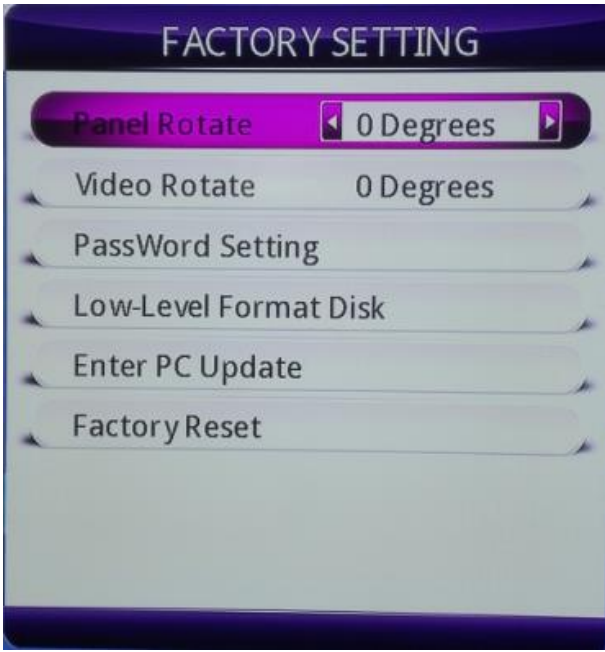 FACTORY SETTING
Panel Rotate 0 Degrees
Video Rotate 0 Degrees
PassWord Setting
Low-Level Format Disk
Enter PC Update
Factory Reset